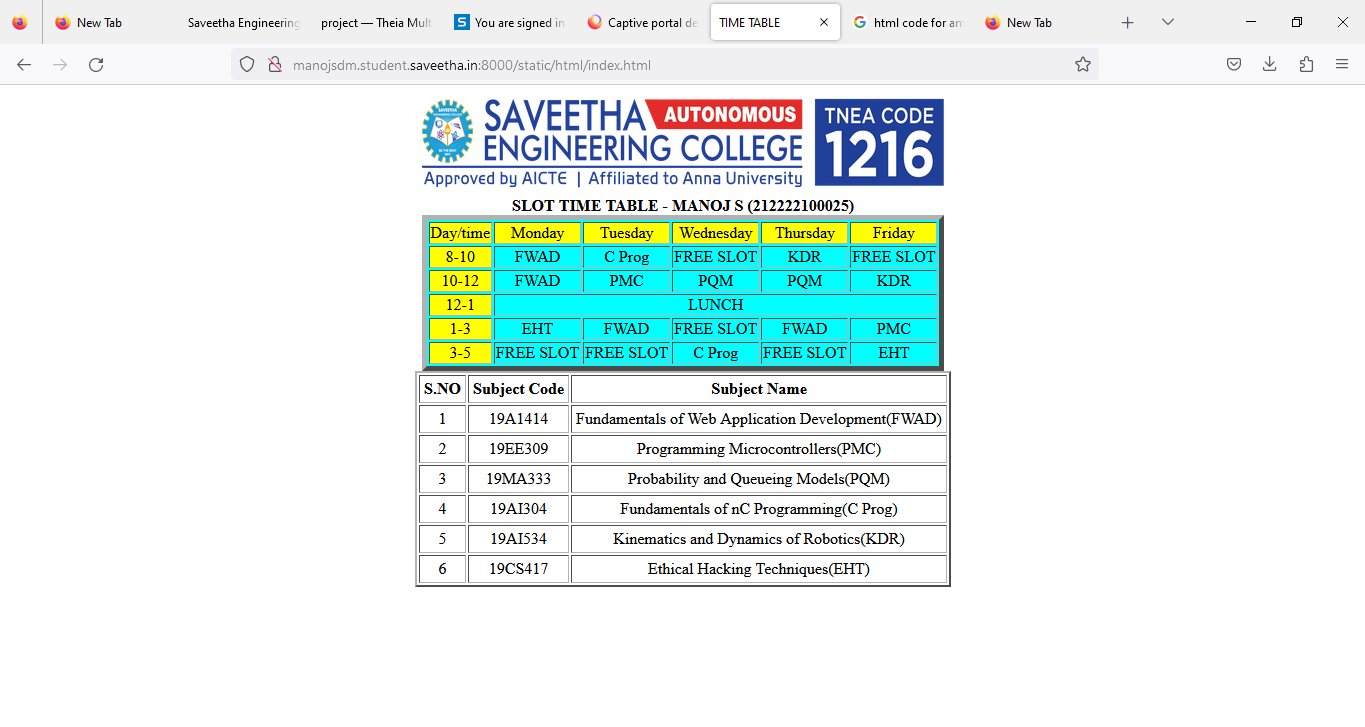 New Tab Saveetha Engineering project — Theia Mult You are signed in Captive portal de TIME TABLE html code for am New Tab
manojsdm.student.saveetha.in:8000/static/html/index.html
SAVEETHA AUTONOMOUS
ENGINEERING COLLEGE
Approved by AICTE | Affiliated to Anna University
TNEA CODE
1216
SLOT TIME TABLE - MANOJ S (212222100025)
Day/time Monday Tuesday Wednesday Thursday Friday
8-10 FWAD C Prog FREE SLOT KDR FREE SLOT
10-12 FWAD PMC PQM PQM KDR
12-1 LUNCH
1-3 EHT FWAD FREE SLOT FWAD PMC
3-5 FREE SLOT FREE SLOT C Prog FREE SLOT EHT
S.NO Subject Code Subject Name
1 19A1414 Fundamentals of Web Application Development(FWAD)
2 19EE309 Programming Microcontrollers(PMC)
3 19MA333 Probability and Queueing Models(PQM)
4 19AI304 Fundamentals of nC Programming(C Prog)
5 19AI534 Kinematics and Dynamics of Robotics(KDR)
6 19CS417 Ethical Hacking Techniques(EHT)